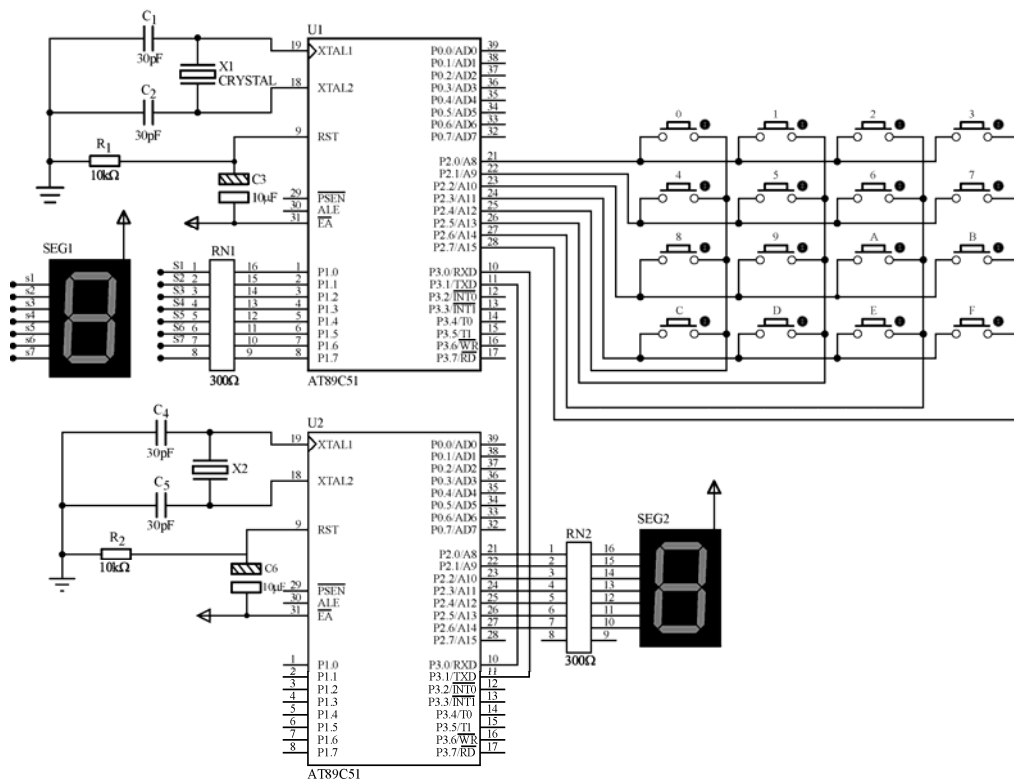 U1
C1
30pF
X1
CRYSTAL
C2
30pF
R1
10kΩ
C3
10μF
19 XTAL1
18 XTAL2
9 RST
29 PSEN
30 ALE
31 EA
P0.0/AD0 39
P0.1/AD1 38
P0.2/AD2 37
P0.3/AD3 36
P0.4/AD4 35
P0.5/AD5 34
P0.6/AD6 33
P0.7/AD7 32
P2.0/A8 21
P2.1/A9 22
P2.2/A10 23
P2.3/A11 24
P2.4/A12 25
P2.5/A13 26
P2.6/A14 27
P2.7/A15 28
1 P1.0
2 P1.1
3 P1.2
4 P1.3
5 P1.4
6 P1.5
7 P1.6
8 P1.7
P3.0/RXD 10
P3.1/TXD 11
P3.2/INT0 12
P3.3/INT1 13
P3.4/T0 14
P3.5/T1 15
P3.6/WR 16
P3.7/RD 17
AT89C51
SEG1
s1
s2
s3
s4
s5
s6
s7
RN1
S1 1 16
S2 2 15
S3 3 14
S4 4 13
S5 5 12
S6 6 11
S7 7 10
8 9
300Ω
0 1 2 3
4 5 6 7
8 9 A B
C D E F
U2
C4
30pF
X2
C5
30pF
R2
10kΩ
C6
10μF
19 XTAL1
18 XTAL2
9 RST
29 PSEN
30 ALE
31 EA
P0.0/AD0 39
P0.1/AD1 38
P0.2/AD2 37
P0.3/AD3 36
P0.4/AD4 35
P0.5/AD5 34
P0.6/AD6 33
P0.7/AD7 32
P2.0/A8 21
P2.1/A9 22
P2.2/A10 23
P2.3/A11 24
P2.4/A12 25
P2.5/A13 26
P2.6/A14 27
P2.7/A15 28
1 P1.0
2 P1.1
3 P1.2
4 P1.3
5 P1.4
6 P1.5
7 P1.6
8 P1.7
P3.0/RXD 10
P3.1/TXD 11
P3.2/INT0 12
P3.3/INT1 13
P3.4/T0 14
P3.5/T1 15
P3.6/WR 16
P3.7/RD 17
AT89C51
RN2
1 16
2 15
3 14
4 13
5 12
6 11
7 10
8 9
300Ω
SEG2